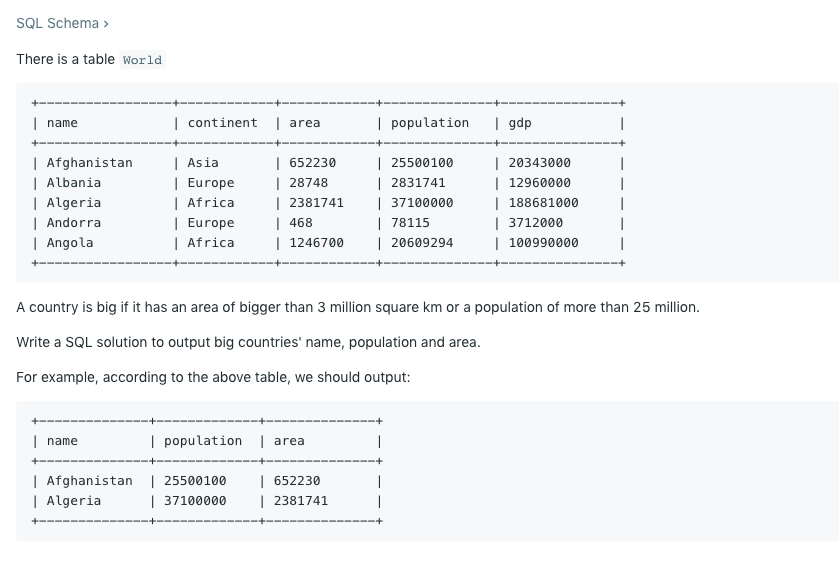 SQL Schema ›
There is a table World
+-----------------+------------+------------+--------------+---------------+
| name            | continent  | area       | population   | gdp           |
+-----------------+------------+------------+--------------+---------------+
| Afghanistan     | Asia       | 652230     | 25500100     | 20343000      |
| Albania         | Europe     | 28748      | 2831741      | 12960000      |
| Algeria         | Africa     | 2381741    | 37100000     | 188681000     |
| Andorra         | Europe     | 468        | 78115        | 3712000       |
| Angola          | Africa     | 1246700    | 20609294     | 100990000     |
+-----------------+------------+------------+--------------+---------------+
A country is big if it has an area of bigger than 3 million square km or a population of more than 25 million.
Write a SQL solution to output big countries' name, population and area.
For example, according to the above table, we should output:
+--------------+-------------+--------------+
| name         | population  | area         |
+--------------+-------------+--------------+
| Afghanistan  | 25500100    | 652230       |
| Algeria      | 37100000    | 2381741      |
+--------------+-------------+--------------+